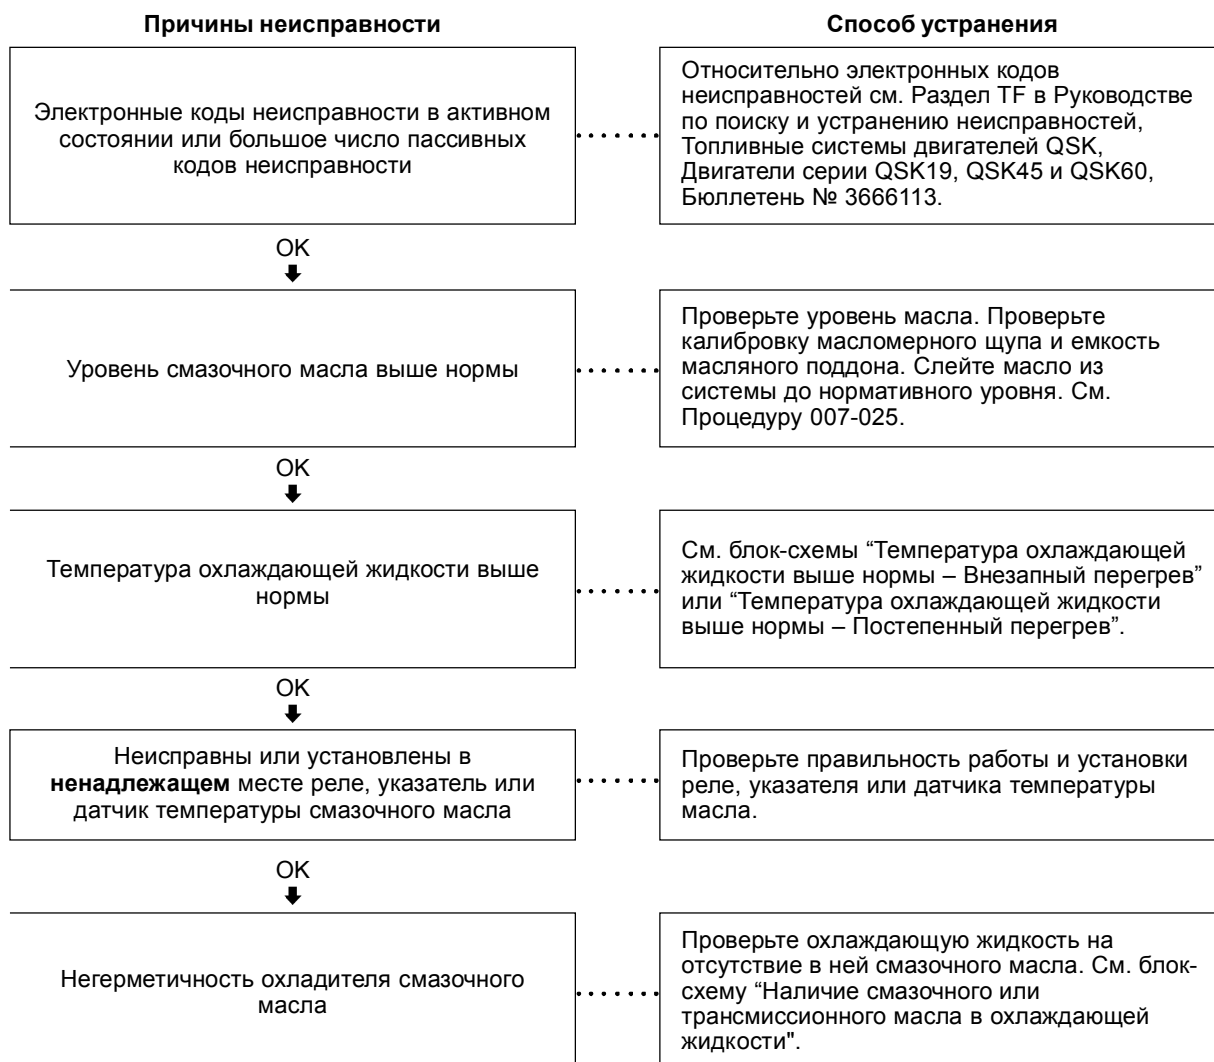 Причины неисправности
Способ устранения
Электронные коды неисправности в активном
состоянии или большое число пассивных
кодов неисправности
Относительно электронных кодов
неисправностей см. Раздел TF в Руководстве
по поиску и устранению неисправностей,
Топливные системы двигателей QSK,
Двигатели серии QSK19, QSK45 и QSK60,
Бюллетень № 3666113.
OK
Уровень смазочного масла выше нормы
Проверьте уровень масла. Проверьте
калибровку масломерного щупа и емкость
масляного поддона. Слейте масло из
системы до нормативного уровня. См.
Процедуру 007-025.
OK
Температура охлаждающей жидкости выше
нормы
См. блок-схемы “Температура охлаждающей
жидкости выше нормы – Внезапный перегрев”
или “Температура охлаждающей жидкости
выше нормы – Постепенный перегрев”.
OK
Неисправны или установлены в
ненадлежащем месте реле, указатель или
датчик температуры смазочного масла
Проверьте правильность работы и установки
реле, указателя или датчика температуры
масла.
OK
Негерметичность охладителя смазочного
масла
Проверьте охлаждающую жидкость на
отсутствие в ней смазочного масла. См. блок-
схему “Наличие смазочного или
трансмиссионного масла в охлаждающей
жидкости".